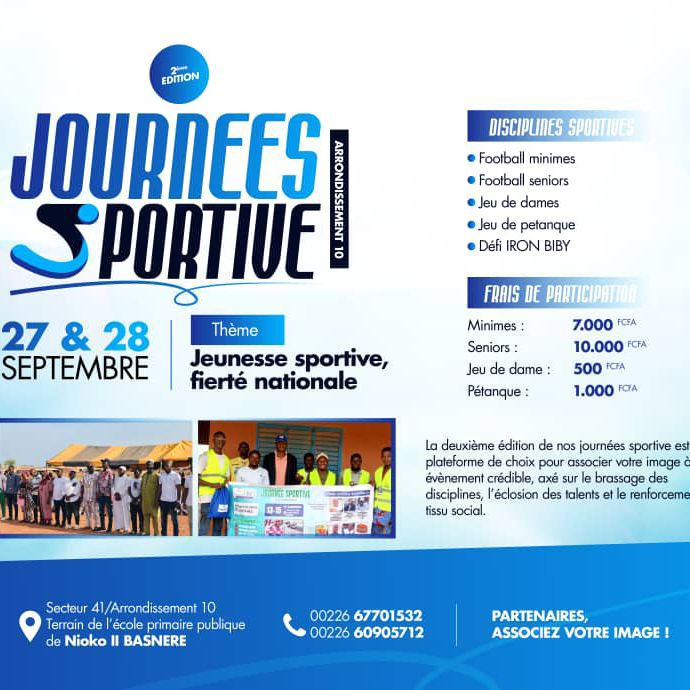 2ème
EDITION
JOURNEES
SPORTIVE
ARRONDISSEMENT 10
27 & 28
SEPTEMBRE
Thème
Jeunesse sportive,
fierté nationale
DISCIPLINES SPORTIVES
Football minimes
Football seniors
Jeu de dames
Jeu de petanque
Défi IRON BIBY
FRAIS DE PARTICIPATION
Minimes : 7.000 FCFA
Seniors : 10.000 FCFA
Jeu de dame : 500 FCFA
Pétanque : 1.000 FCFA
JOURNEE SPORTIVE
13-15
La deuxième édition de nos journées sportive est
plateforme de choix pour associer votre image à
évènement crédible, axé sur le brassage des
disciplines, l'éclosion des talents et le renforceme
tissu social.
Secteur 41/Arrondissement 10
Terrain de l'école primaire publique
de Nioko II BASNERE
00226 67701532
00226 60905712
PARTENAIRES,
ASSOCIEZ VOTRE IMAGE !